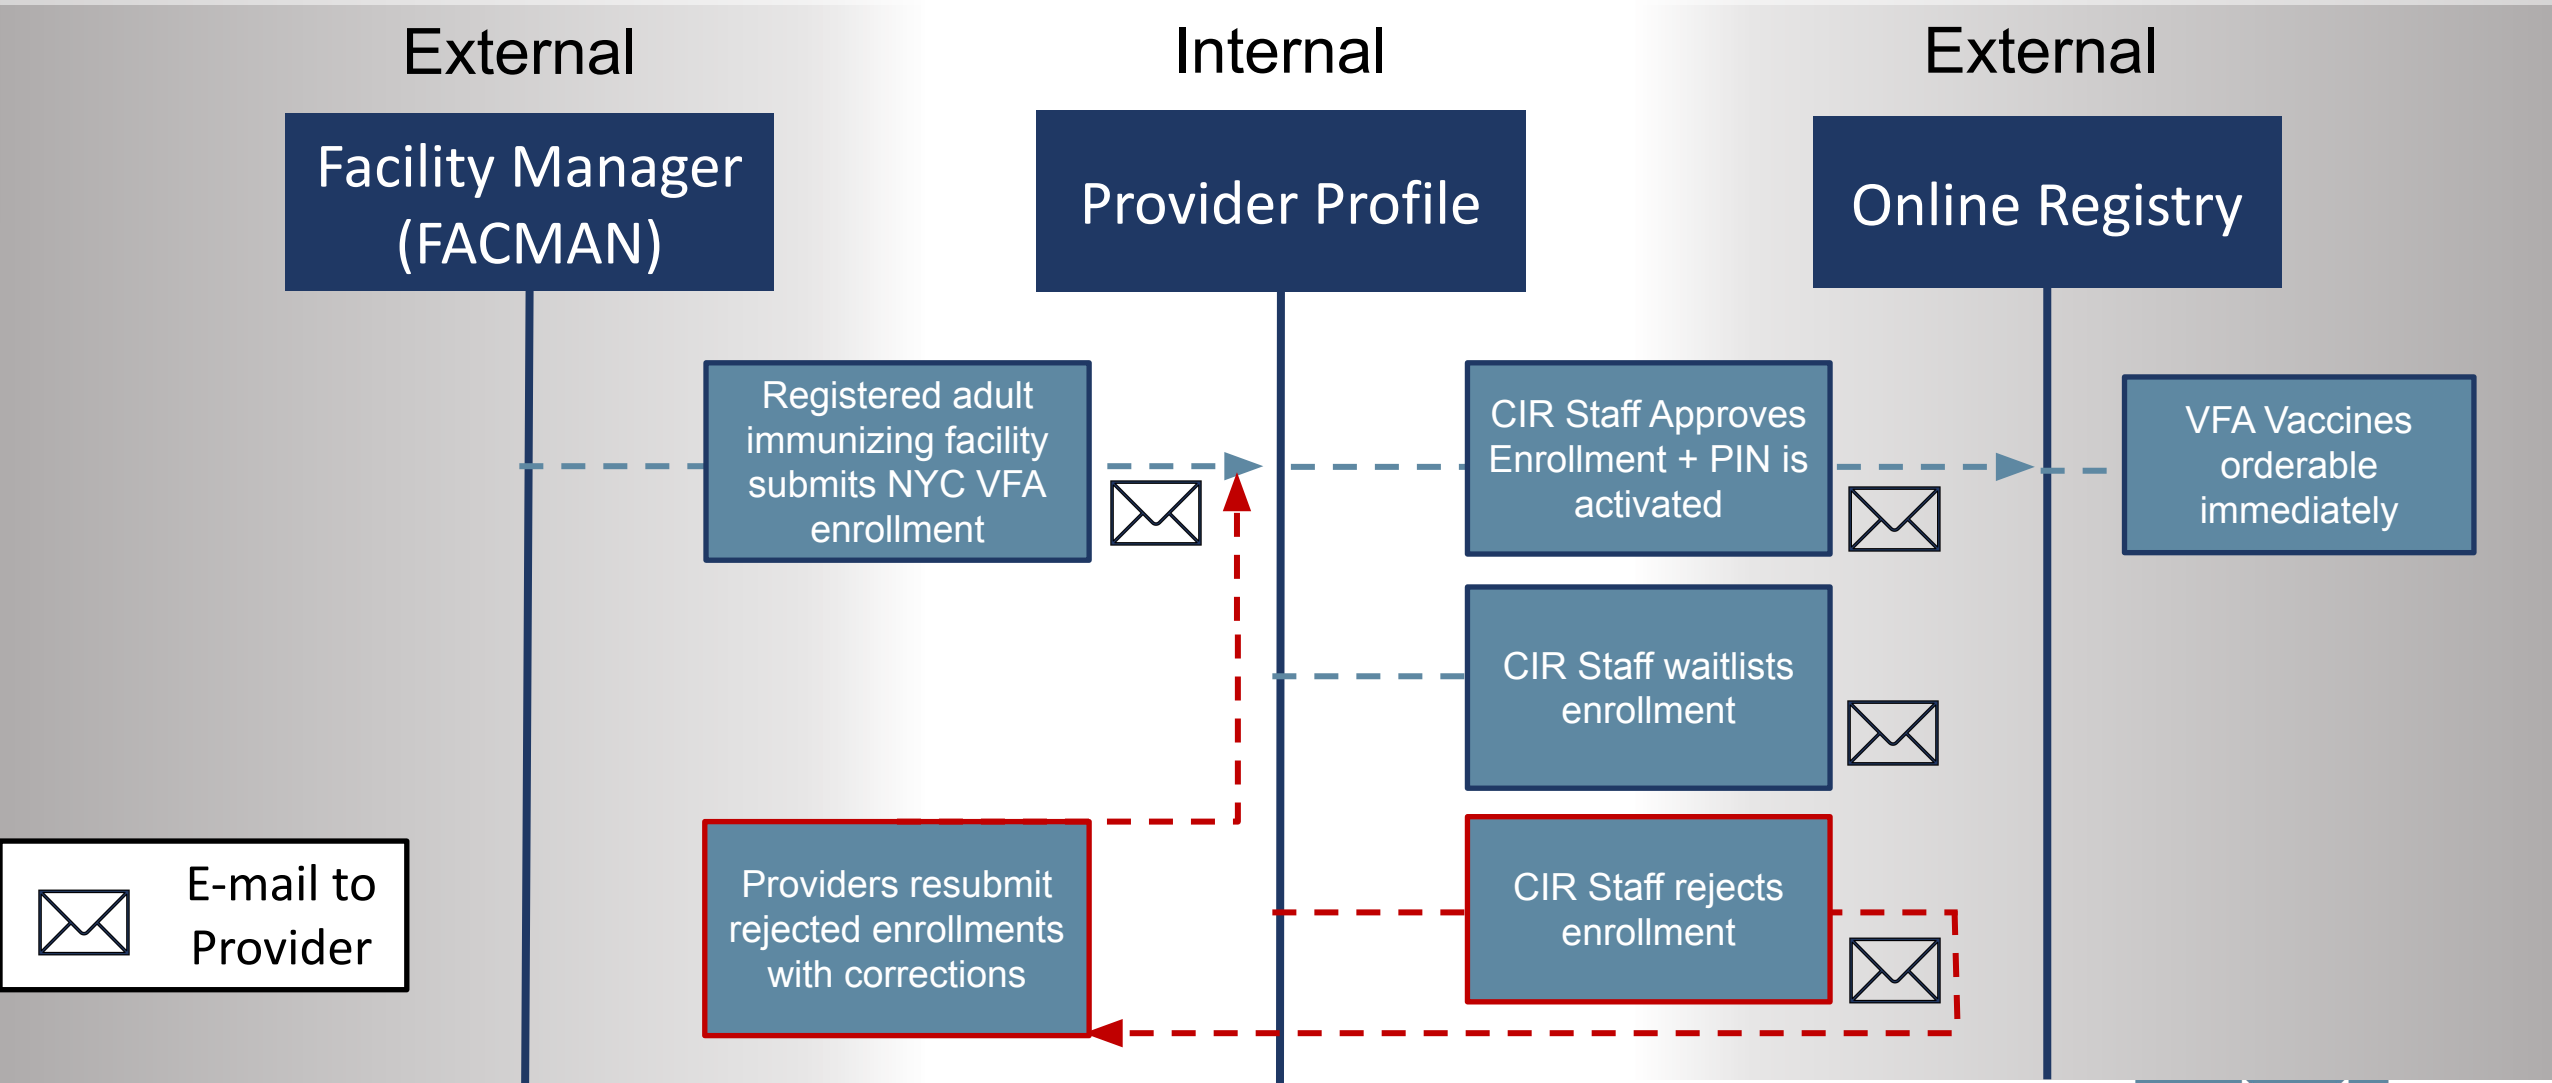 External
Internal
External
Facility Manager
(FACMAN)
Provider Profile
Online Registry
Registered adult
immunizing facility
submits NYC VFA
enrollment
CIR Staff Approves
Enrollment + PIN is
activated
VFA Vaccines
orderable
immediately
CIR Staff waitlists
enrollment
Providers resubmit
rejected enrollments
with corrections
CIR Staff rejects
enrollment
E-mail to
Provider